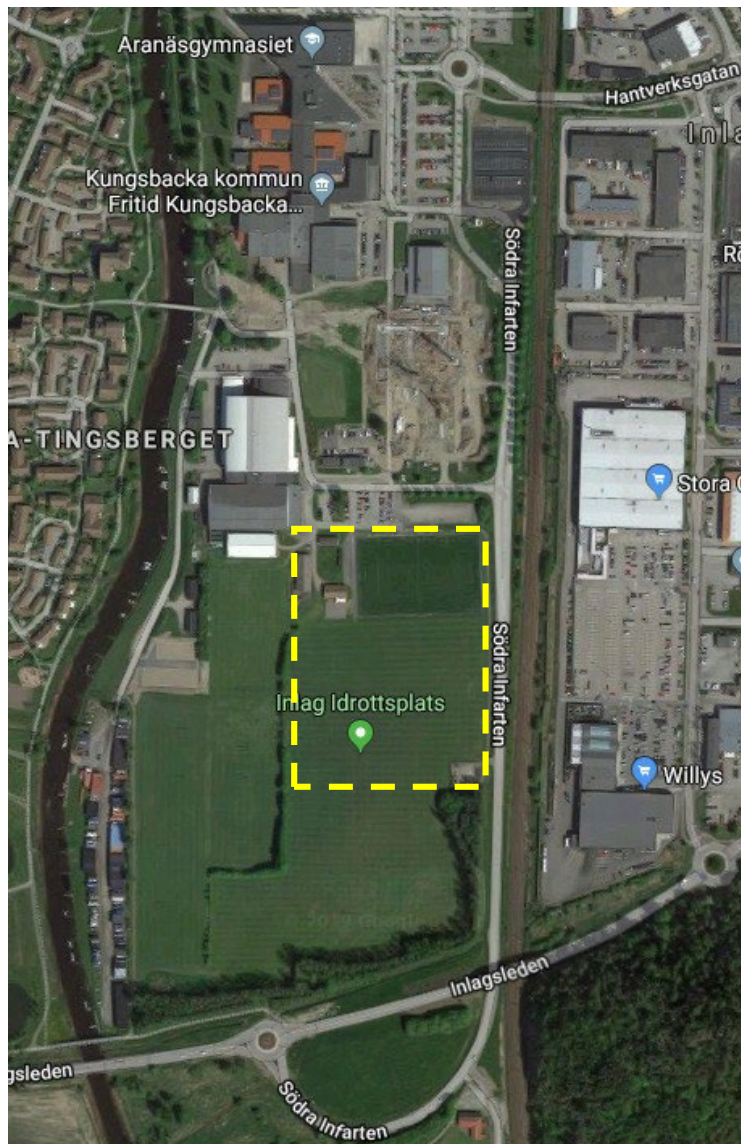 Aranäsgymnasiet
Hantverksgatan
Inla
Kungsbacka kommun
Fritid Kungsbacka...
Södra Infarten
A-TINGSBERGET
Stora
Södra Infarten
Inlag Idrottsplats
Willys
Inlagsleden
gsleden
Södra Infarten